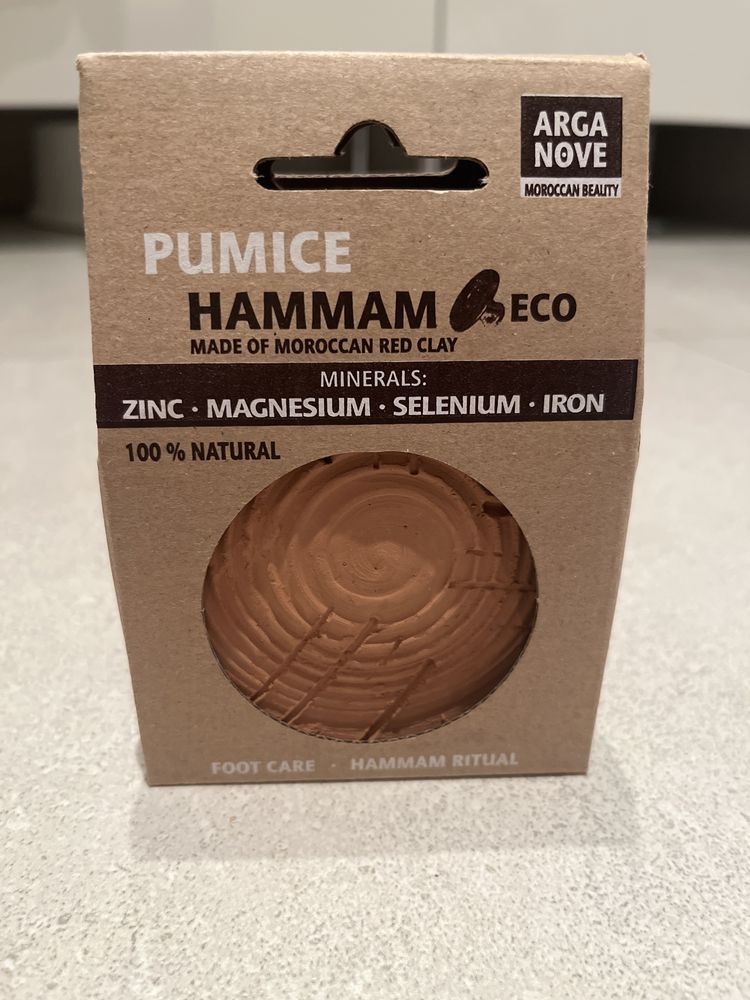 ARGA
NOVE
MOROCCAN BEAUTY
PUMICE
HAMMAM ECO
MADE OF MOROCCAN RED CLAY
MINERALS:
ZINC · MAGNESIUM · SELENIUM · IRON
100 % NATURAL
FOOT CARE · HAMMAM RITUAL